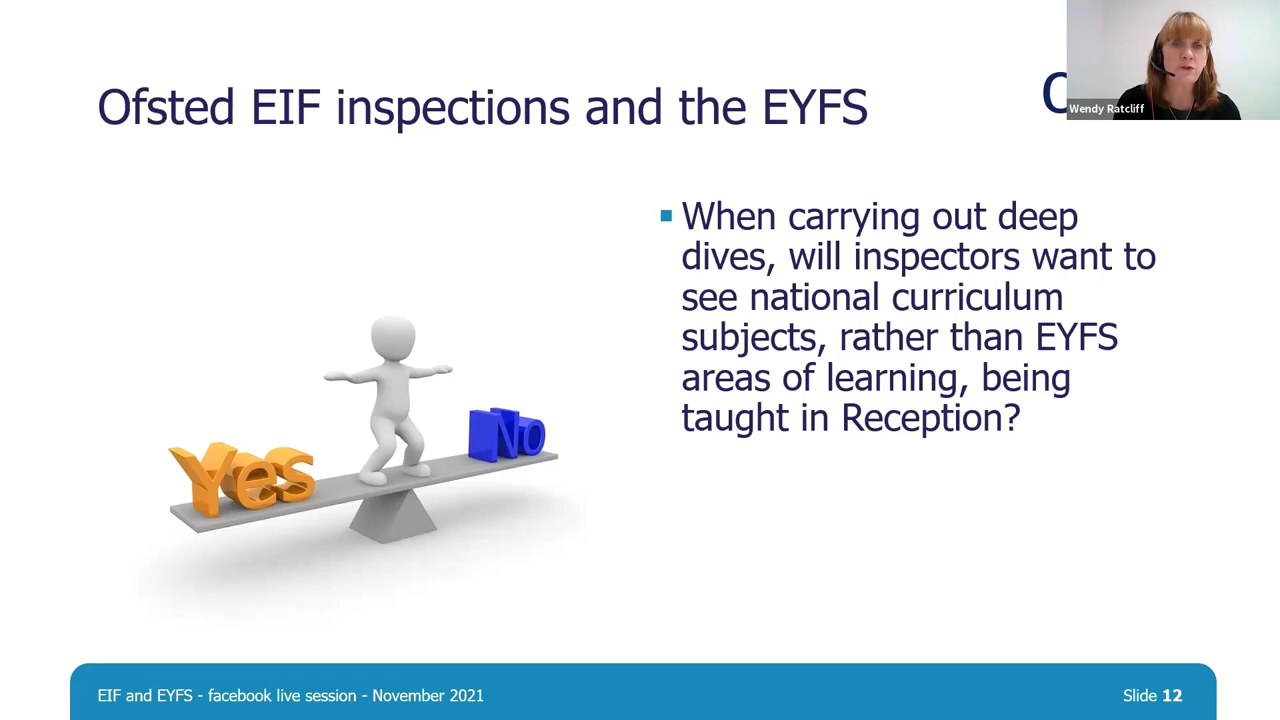 Ofsted EIF inspections and the EYFS
Wendy Ratcliff
When carrying out deep
dives, will inspectors want to
see national curriculum
subjects, rather than EYFS
areas of learning, being
taught in Reception?
Yes
No
EIF and EYFS - facebook live session - November 2021
Slide 12